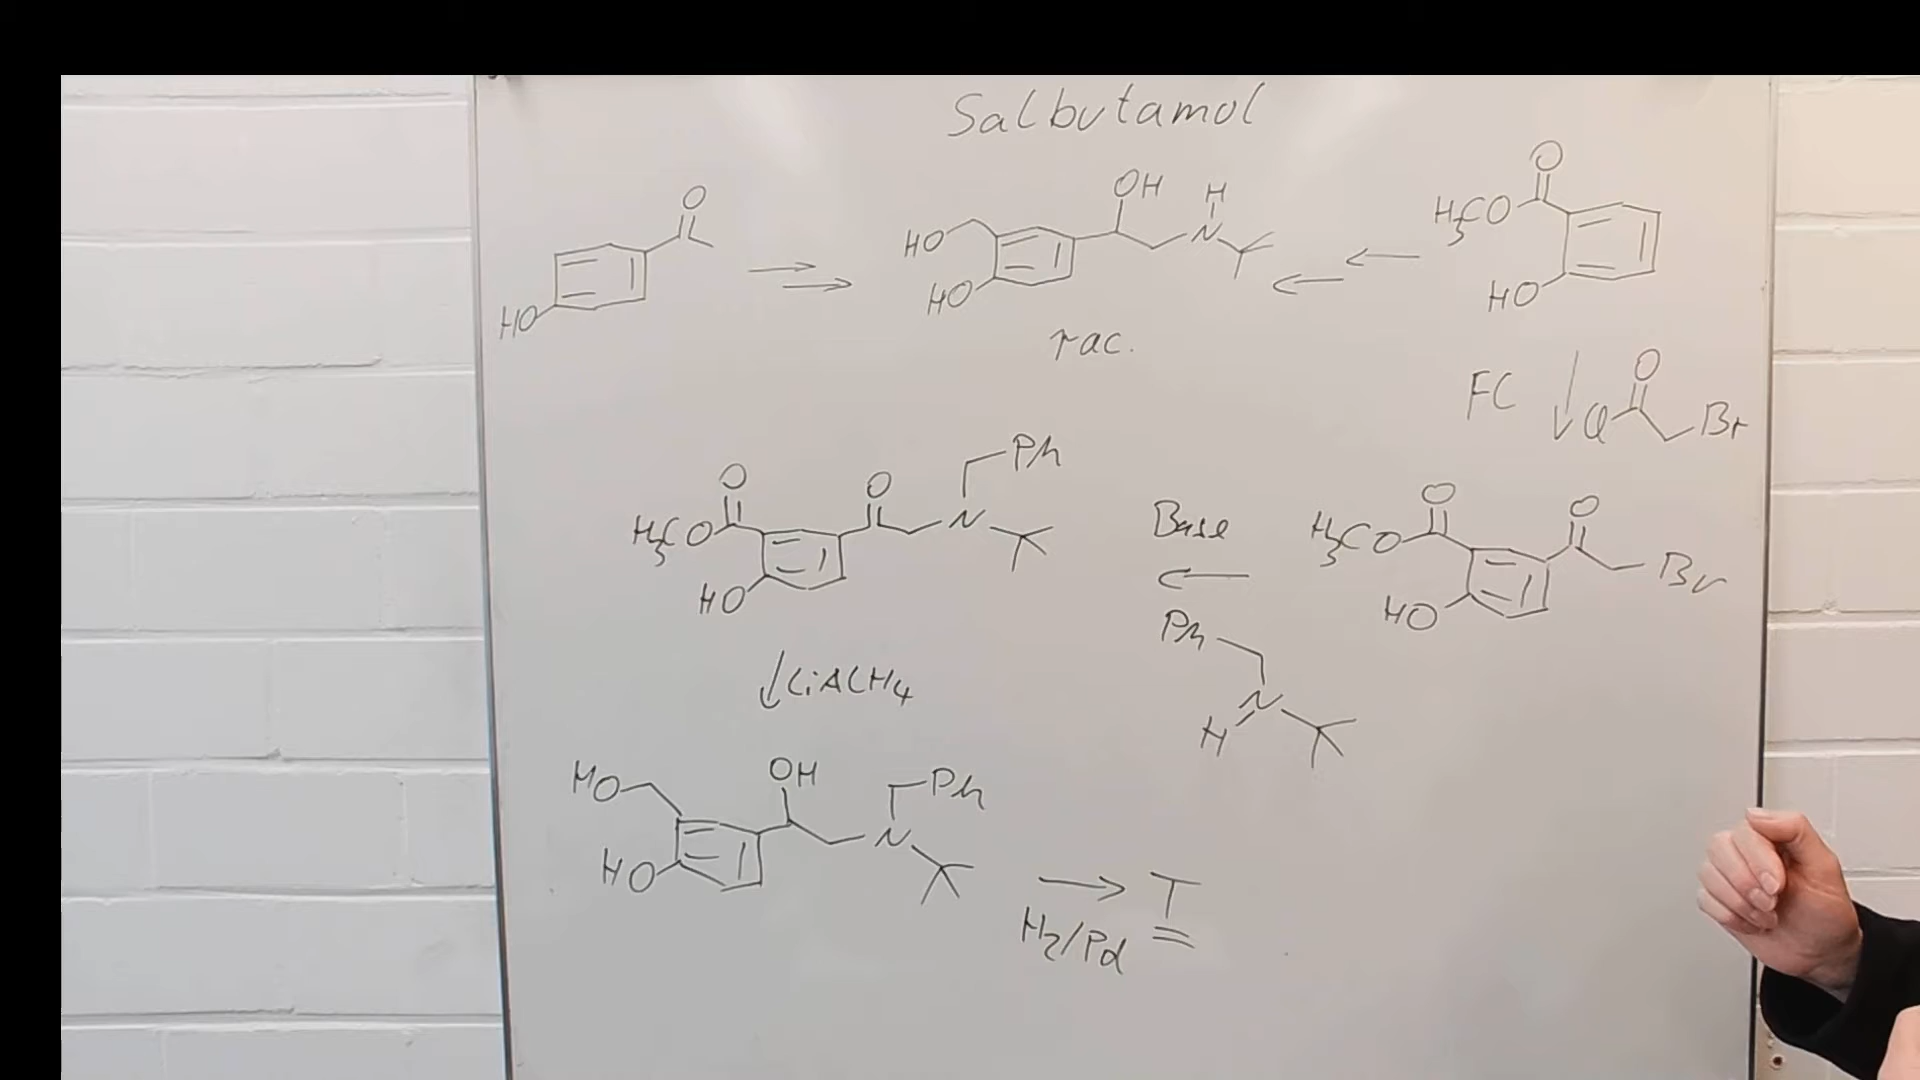 Salbutamol
O
HO
OH H
HO N
HO
rac.
O
H3CO
HO
FC
O
Cl Br
O O
H3CO Br
HO
Base
Ph
N
H
Ph
O O
H3CO N
HO
LiAlH4
OH Ph
HO N
HO
H2/Pd
T